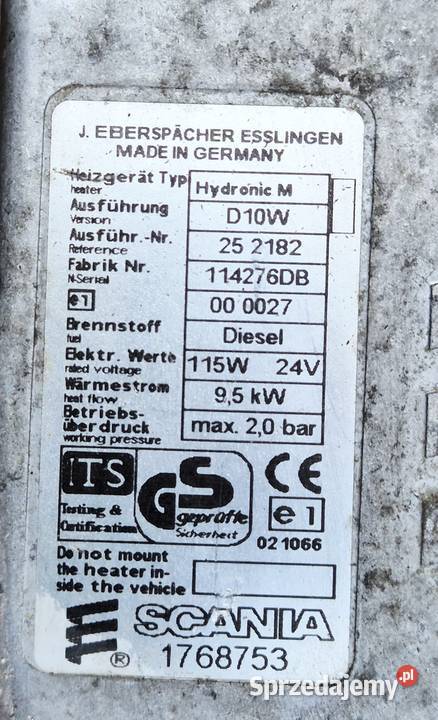 J. EBERSPÄCHER ESSLINGEN
MADE IN GERMANY
Heizgerät Typ Hydronic M
heater
Ausführung D10W
Version
Ausführ.-Nr. 25 2182
Reference
Fabrik Nr. 114276DB
N-Serial
e1 00 0027
Brennstoff Diesel
fuel
Elektr. Werte 115W 24V
rated voltage
Wärmestrom 9,5 kW
heat flow
Betriebs-
überdruck max. 2,0 bar
working pressure
ITS
Testing &
Certification
GS
geprüfte
Sicherheit
CE
e1
021066
Do not mount
the heater in-
side the vehicle
SCANIA
® 1768753
Sprzedajemy.pl